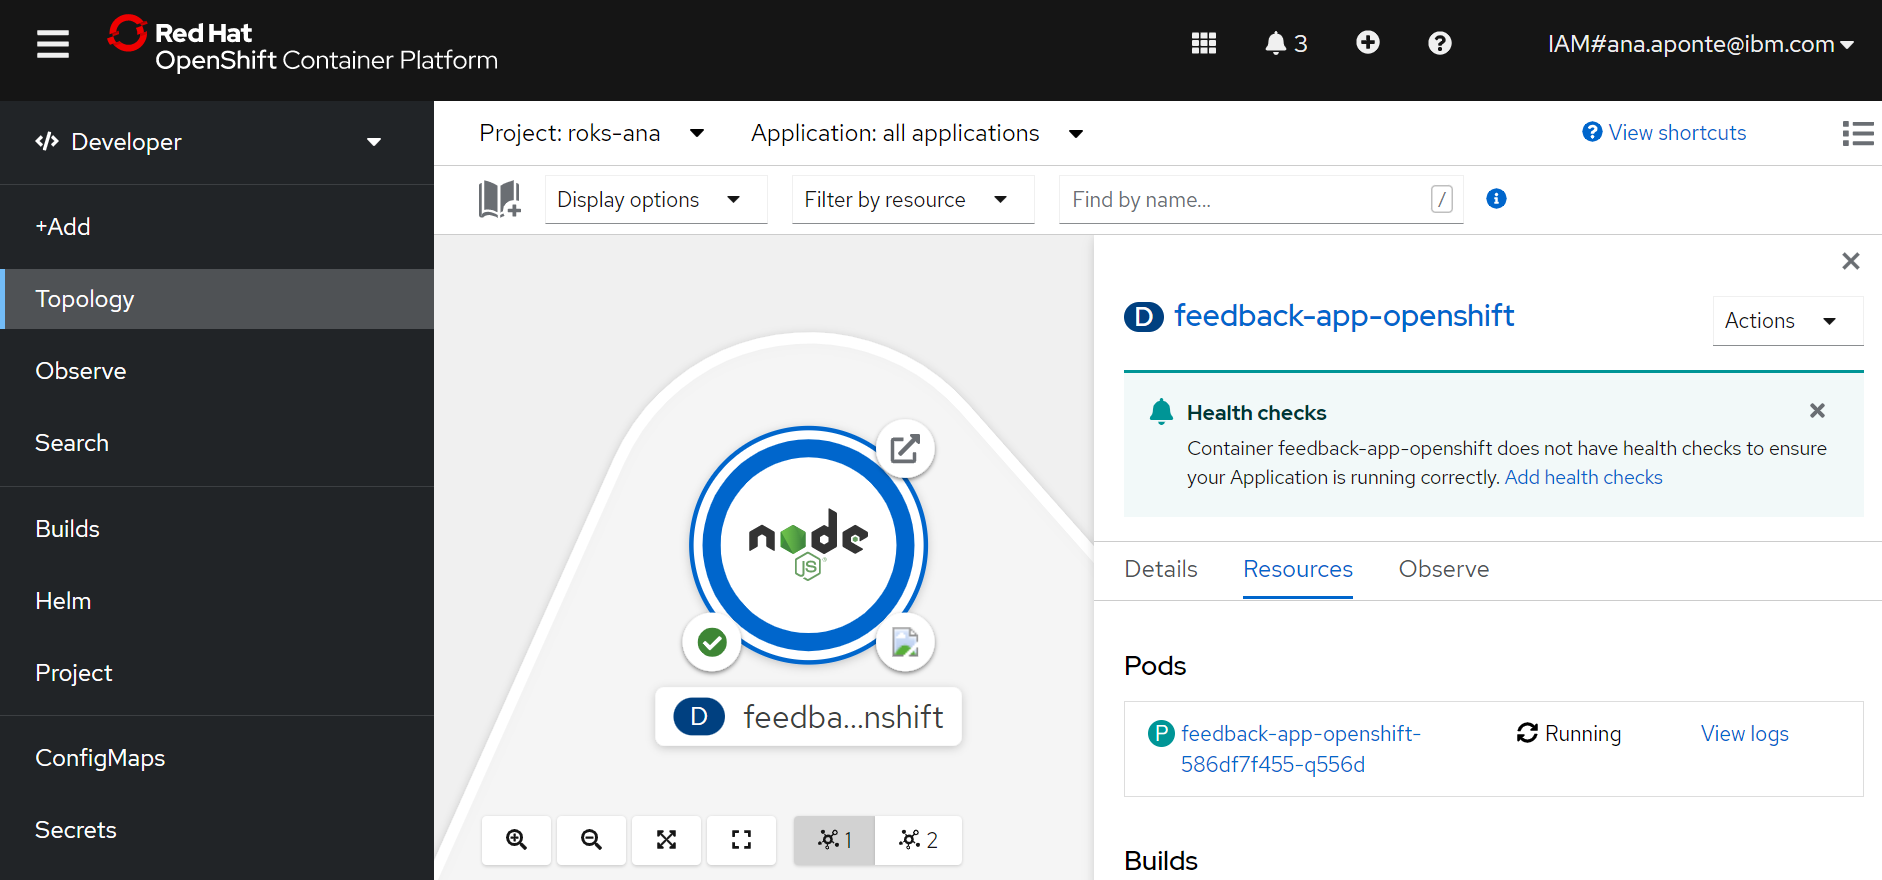 Red Hat
OpenShift Container Platform
3
IAM#ana.aponte@ibm.com
Developer
+Add
Topology
Observe
Search
Builds
Helm
Project
ConfigMaps
Secrets
Project: roks-ana
Application: all applications
View shortcuts
Display options
Filter by resource
Find by name...
/
node
JS
D feedba...nshift
1
2
D feedback-app-openshift
Actions
Health checks
Container feedback-app-openshift does not have health checks to ensure
your Application is running correctly. Add health checks
Details
Resources
Observe
Pods
P feedback-app-openshift-
586df7f455-q556d
Running
View logs
Builds